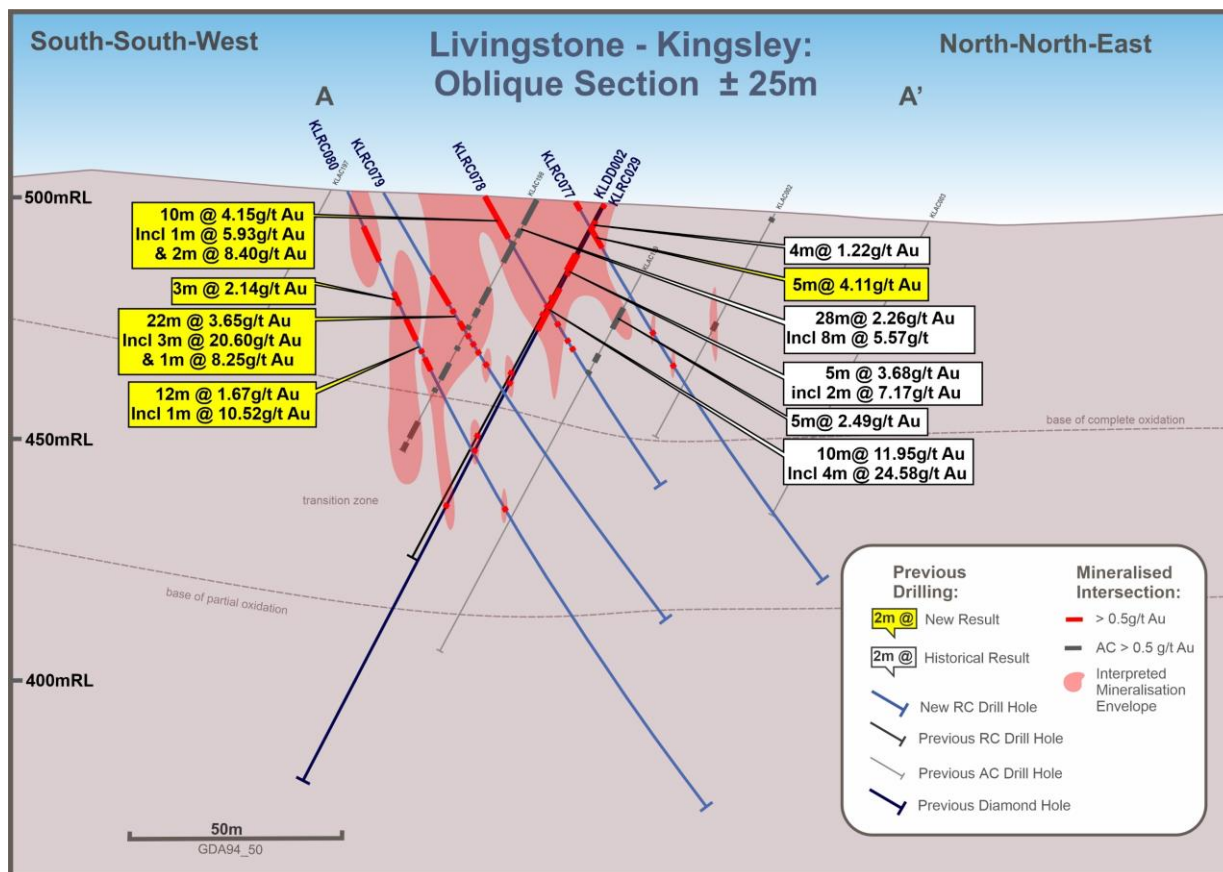 South-South-West
Livingstone - Kingsley:
Oblique Section ± 25m
North-North-East
A
A'
KLRC080
KLAC197
KLRC079
KLRC078
KLAC198
KLRC077
KLDD002
KLRC029
KLAC002
KLAC003
500mRL
450mRL
400mRL
10m @ 4.15g/t Au
Incl 1m @ 5.93g/t Au
& 2m @ 8.40g/t Au
3m @ 2.14g/t Au
22m @ 3.65g/t Au
Incl 3m @ 20.60g/t Au
& 1m @ 8.25g/t Au
12m @ 1.67g/t Au
Incl 1m @ 10.52g/t Au
4m@ 1.22g/t Au
5m@ 4.11g/t Au
28m@ 2.26g/t Au
Incl 8m @ 5.57g/t
5m @ 3.68g/t Au
incl 2m @ 7.17g/t Au
5m@ 2.49g/t Au
10m@ 11.95g/t Au
Incl 4m @ 24.58g/t Au
base of complete oxidation
transition zone
base of partial oxidation
50m
GDA94_50
Previous
Drilling:
2m @ New Result
2m @ Historical Result
New RC Drill Hole
Previous RC Drill Hole
Previous AC Drill Hole
Previous Diamond Hole
Mineralised
Intersection:
> 0.5g/t Au
AC > 0.5 g/t Au
Interpreted
Mineralisation
Envelope